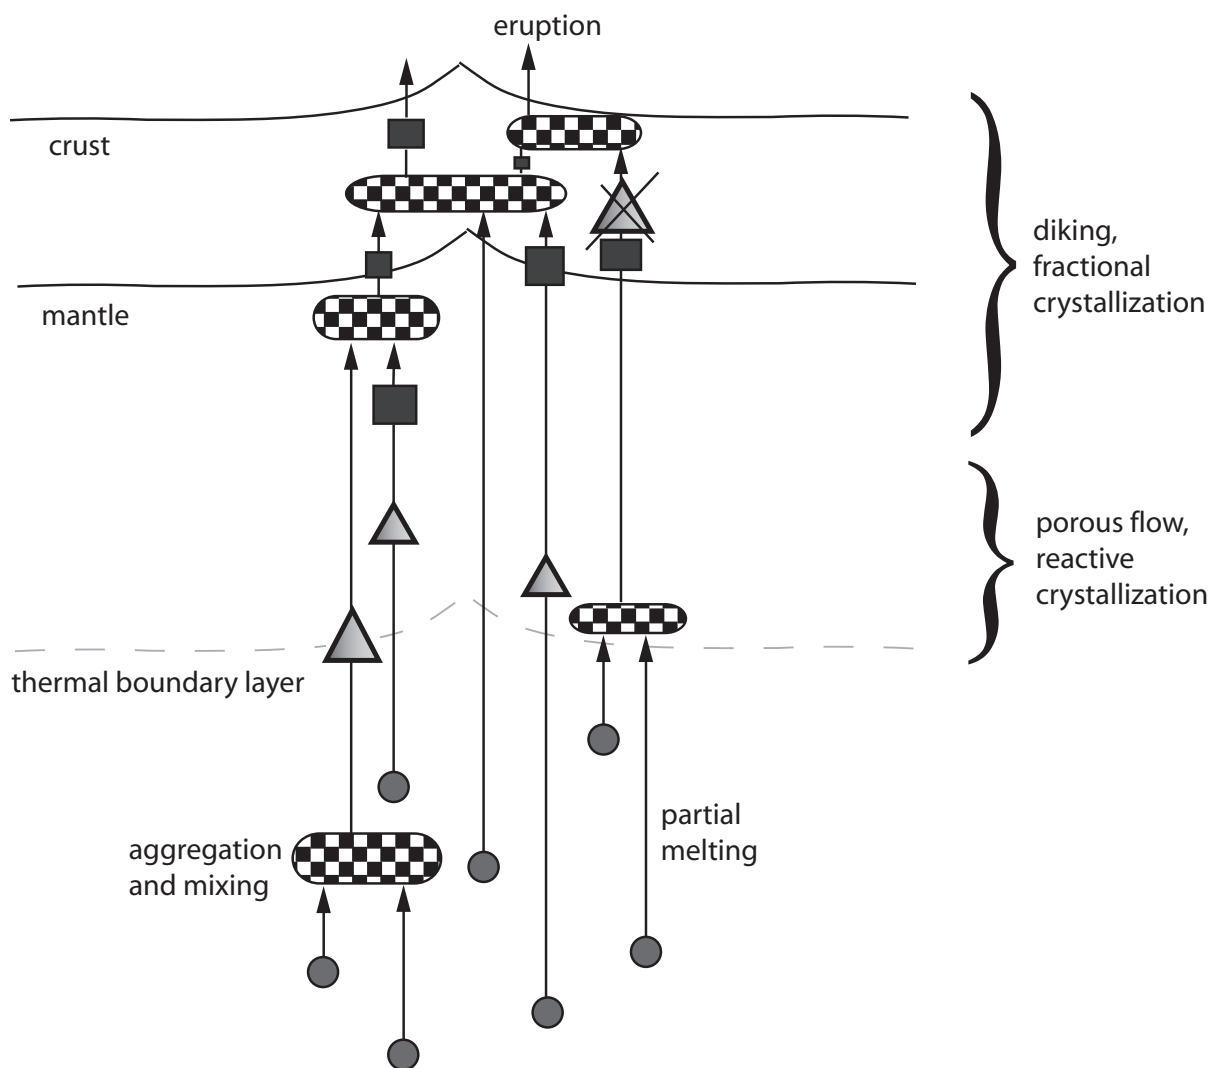 eruption
crust
diking,
fractional
crystallization
mantle
porous flow,
reactive
crystallization
thermal boundary layer
partial
melting
aggregation
and mixing